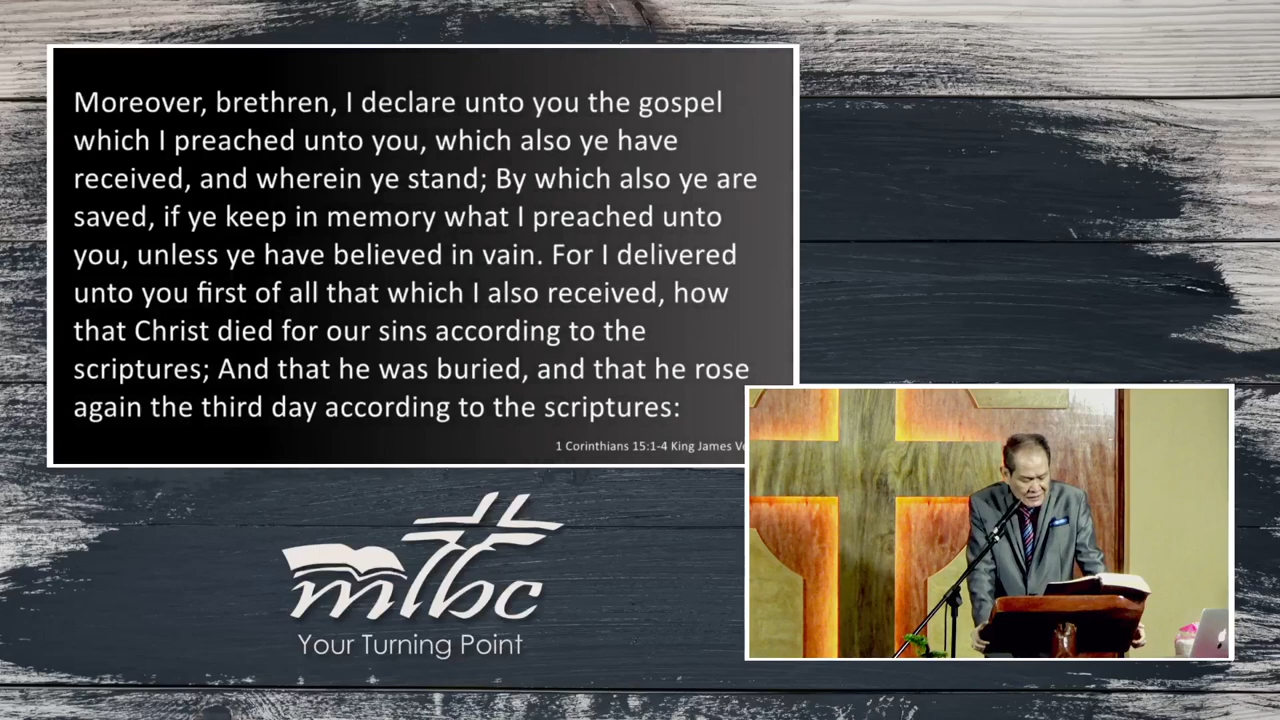 Moreover, brethren, I declare unto you the gospel
which I preached unto you, which also ye have
received, and wherein ye stand; By which also ye are
saved, if ye keep in memory what I preached unto
you, unless ye have believed in vain. For I delivered
unto you first of all that which I also received, how
that Christ died for our sins according to the
scriptures; And that he was buried, and that he rose
again the third day according to the scriptures:
1 Corinthians 15:1-4 King James
mlbc
Your Turning Point